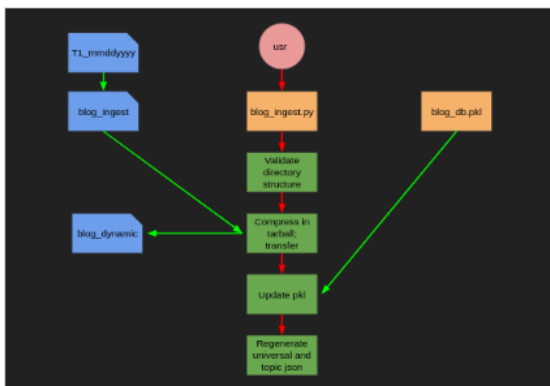 T1_mmddyyyy
usr
blog_ingest
blog_ingest.py
blog_db.pkl
Validate
directory
structure
blog_dynamic
Compress in
tarball;
transfer
Update pkl
Regenerate
universal and
topic json